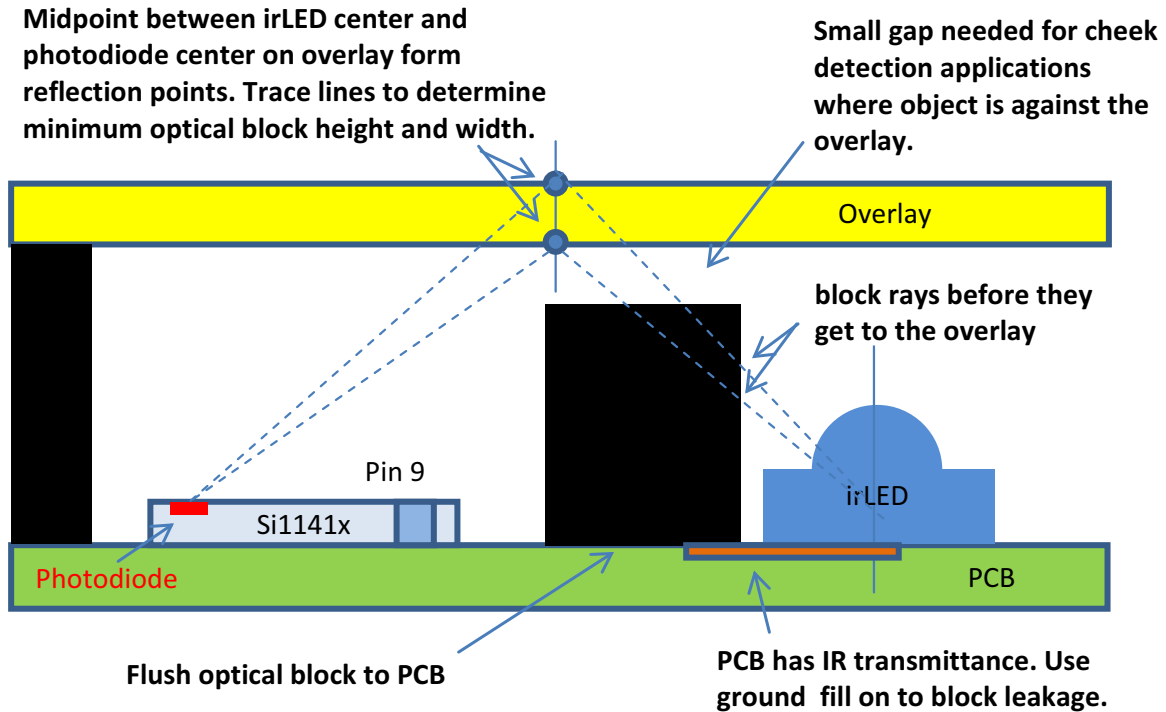 Midpoint between irLED center and
photodiode center on overlay form
reflection points. Trace lines to determine
minimum optical block height and width.
Small gap needed for cheek
detection applications
where object is against the
overlay.
Overlay
block rays before they
get to the overlay
Pin 9
irLED
Si1141x
Photodiode
PCB
Flush optical block to PCB
PCB has IR transmittance. Use
ground fill on to block leakage.